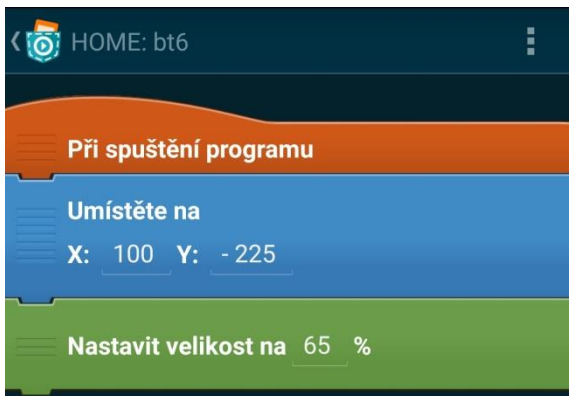 HOME: bt6
Při spuštění programu
Umístěte na
X: 100 Y: - 225
Nastavit velikost na 65 %